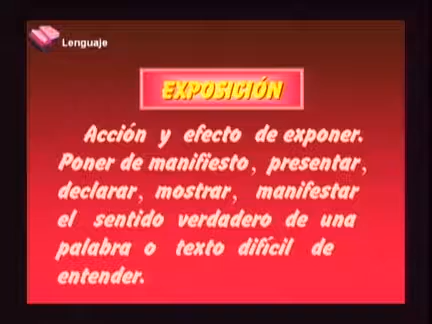 Lenguaje
EXPOSICIÓN
Acción y efecto de exponer.
Poner de manifiesto, presentar,
declarar, mostrar, manifestar
el sentido verdadero de una
palabra o texto difícil de
entender.